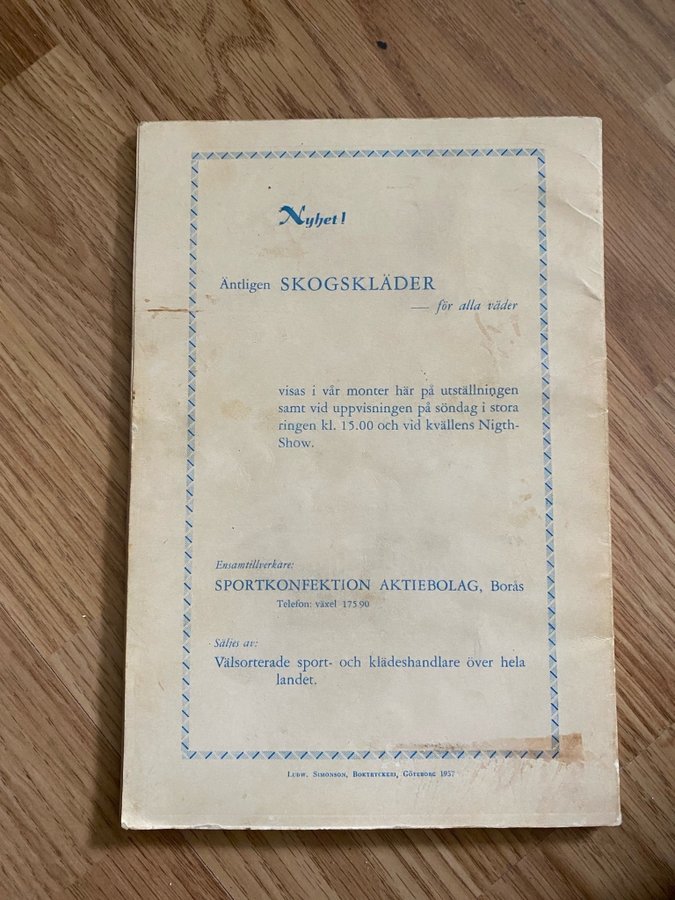 Nyhet!
Äntligen SKOGSKLÄDER
— för alla väder
visas i vår monter här på utställningen
samt vid uppvisningen på söndag i stora
ringen kl. 15.00 och vid kvällens Nigth-
Show.
Ensamtillverkare:
SPORTKONFEKTION AKTIEBOLAG, Borås
Telefon: växel 175 90
Säljes av:
Välsorterade sport- och klädeshandlare över hela
landet.
Ludw. Simonson, Boktryckeri, Göteborg 1957